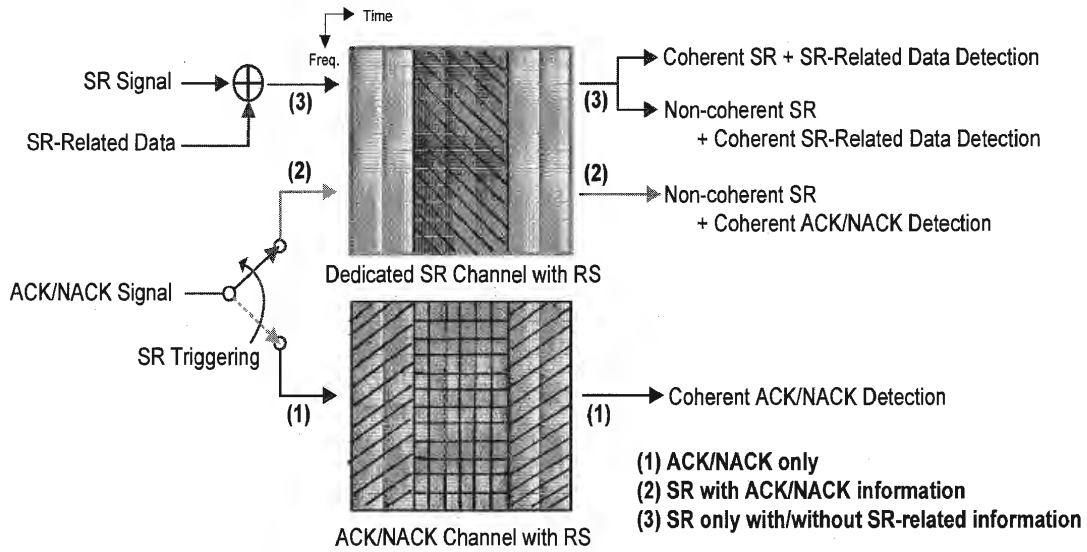 Time
Freq.
SR Signal
SR-Related Data
(3)
(3)
Coherent SR + SR-Related Data Detection
Non-coherent SR
+ Coherent SR-Related Data Detection
(2)
(2)
Non-coherent SR
+ Coherent ACK/NACK Detection
Dedicated SR Channel with RS
ACK/NACK Signal
SR Triggering
(1)
(1)
Coherent ACK/NACK Detection
(1) ACK/NACK only
(2) SR with ACK/NACK information
(3) SR only with/without SR-related information
ACK/NACK Channel with RS